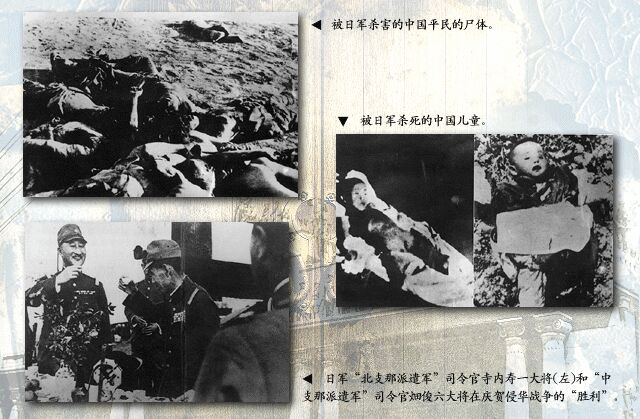 ◀ 被日军杀害的中国平民的尸体。
▼ 被日军杀死的中国儿童。
◀ 日军“北支那派遣军”司令官寺内寿一大将(左)和“中
支那派遣军”司令官畑俊六大将在庆贺侵华战争的“胜利”